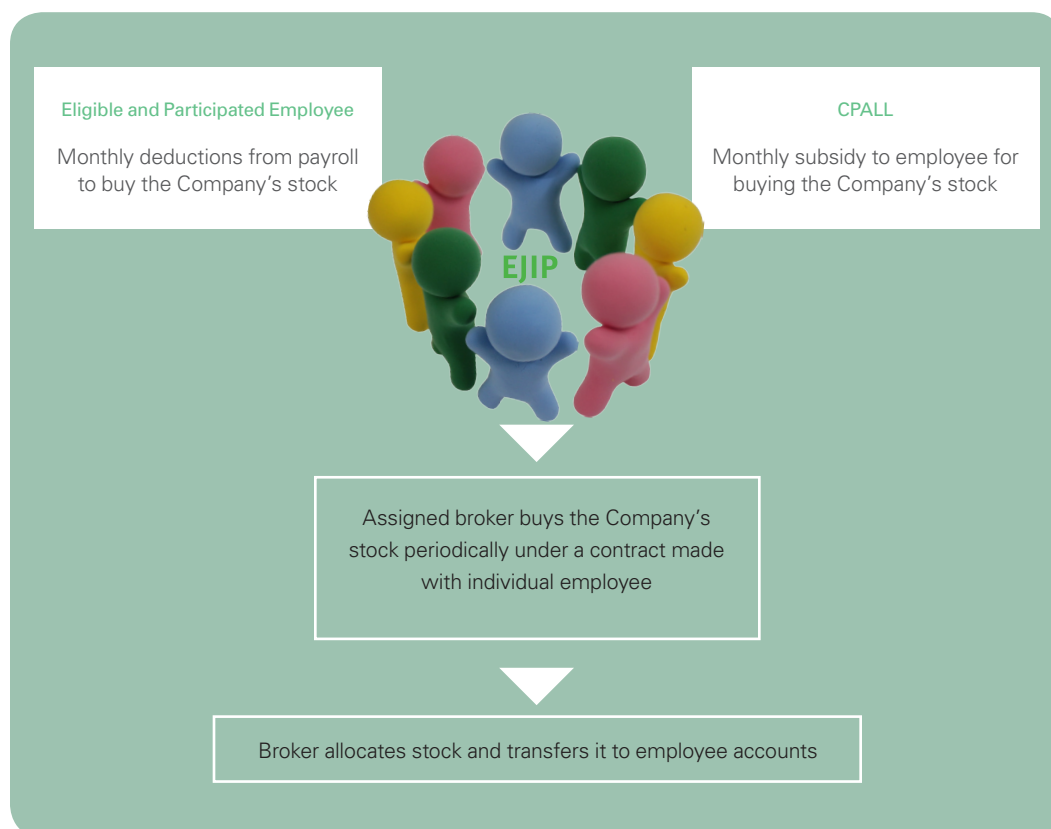 Eligible and Participated Employee
Monthly deductions from payroll
to buy the Company’s stock
CPALL
Monthly subsidy to employee for
buying the Company’s stock
EJIP
Assigned broker buys the Company’s
stock periodically under a contract made
with individual employee
Broker allocates stock and transfers it to employee accounts